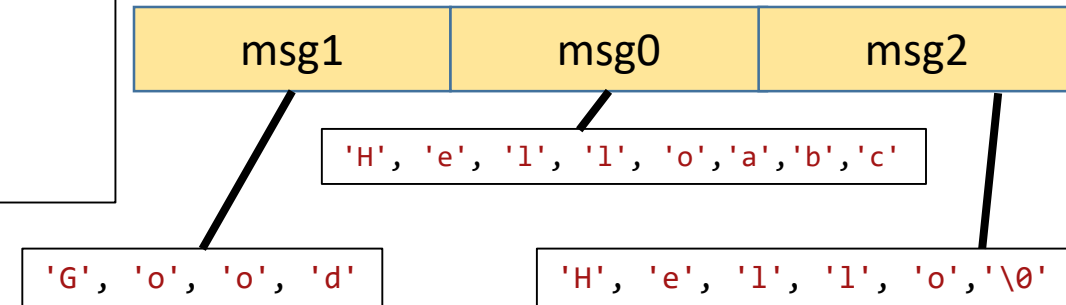 msg1 msg0 msg2
'H', 'e', 'l', 'l', 'o','a','b','c'
'G', 'o', 'o', 'd'
'H', 'e', 'l', 'l', 'o','\0'